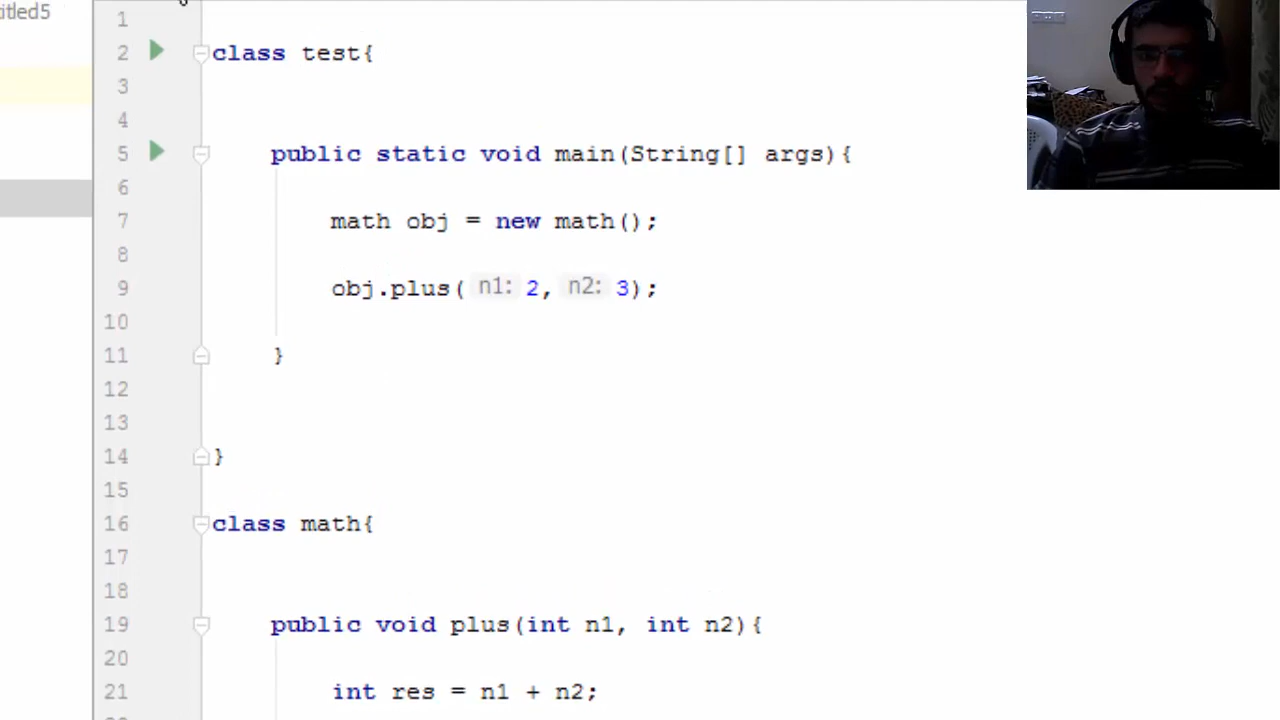 itled5
1
2 class test{
3
4
5 public static void main(String[] args){
6
7 math obj = new math();
8
9 obj.plus( n1: 2, n2: 3);
10
11 }
12
13
14 }
15
16 class math{
17
18
19 public void plus(int n1, int n2){
20
21 int res = n1 + n2;